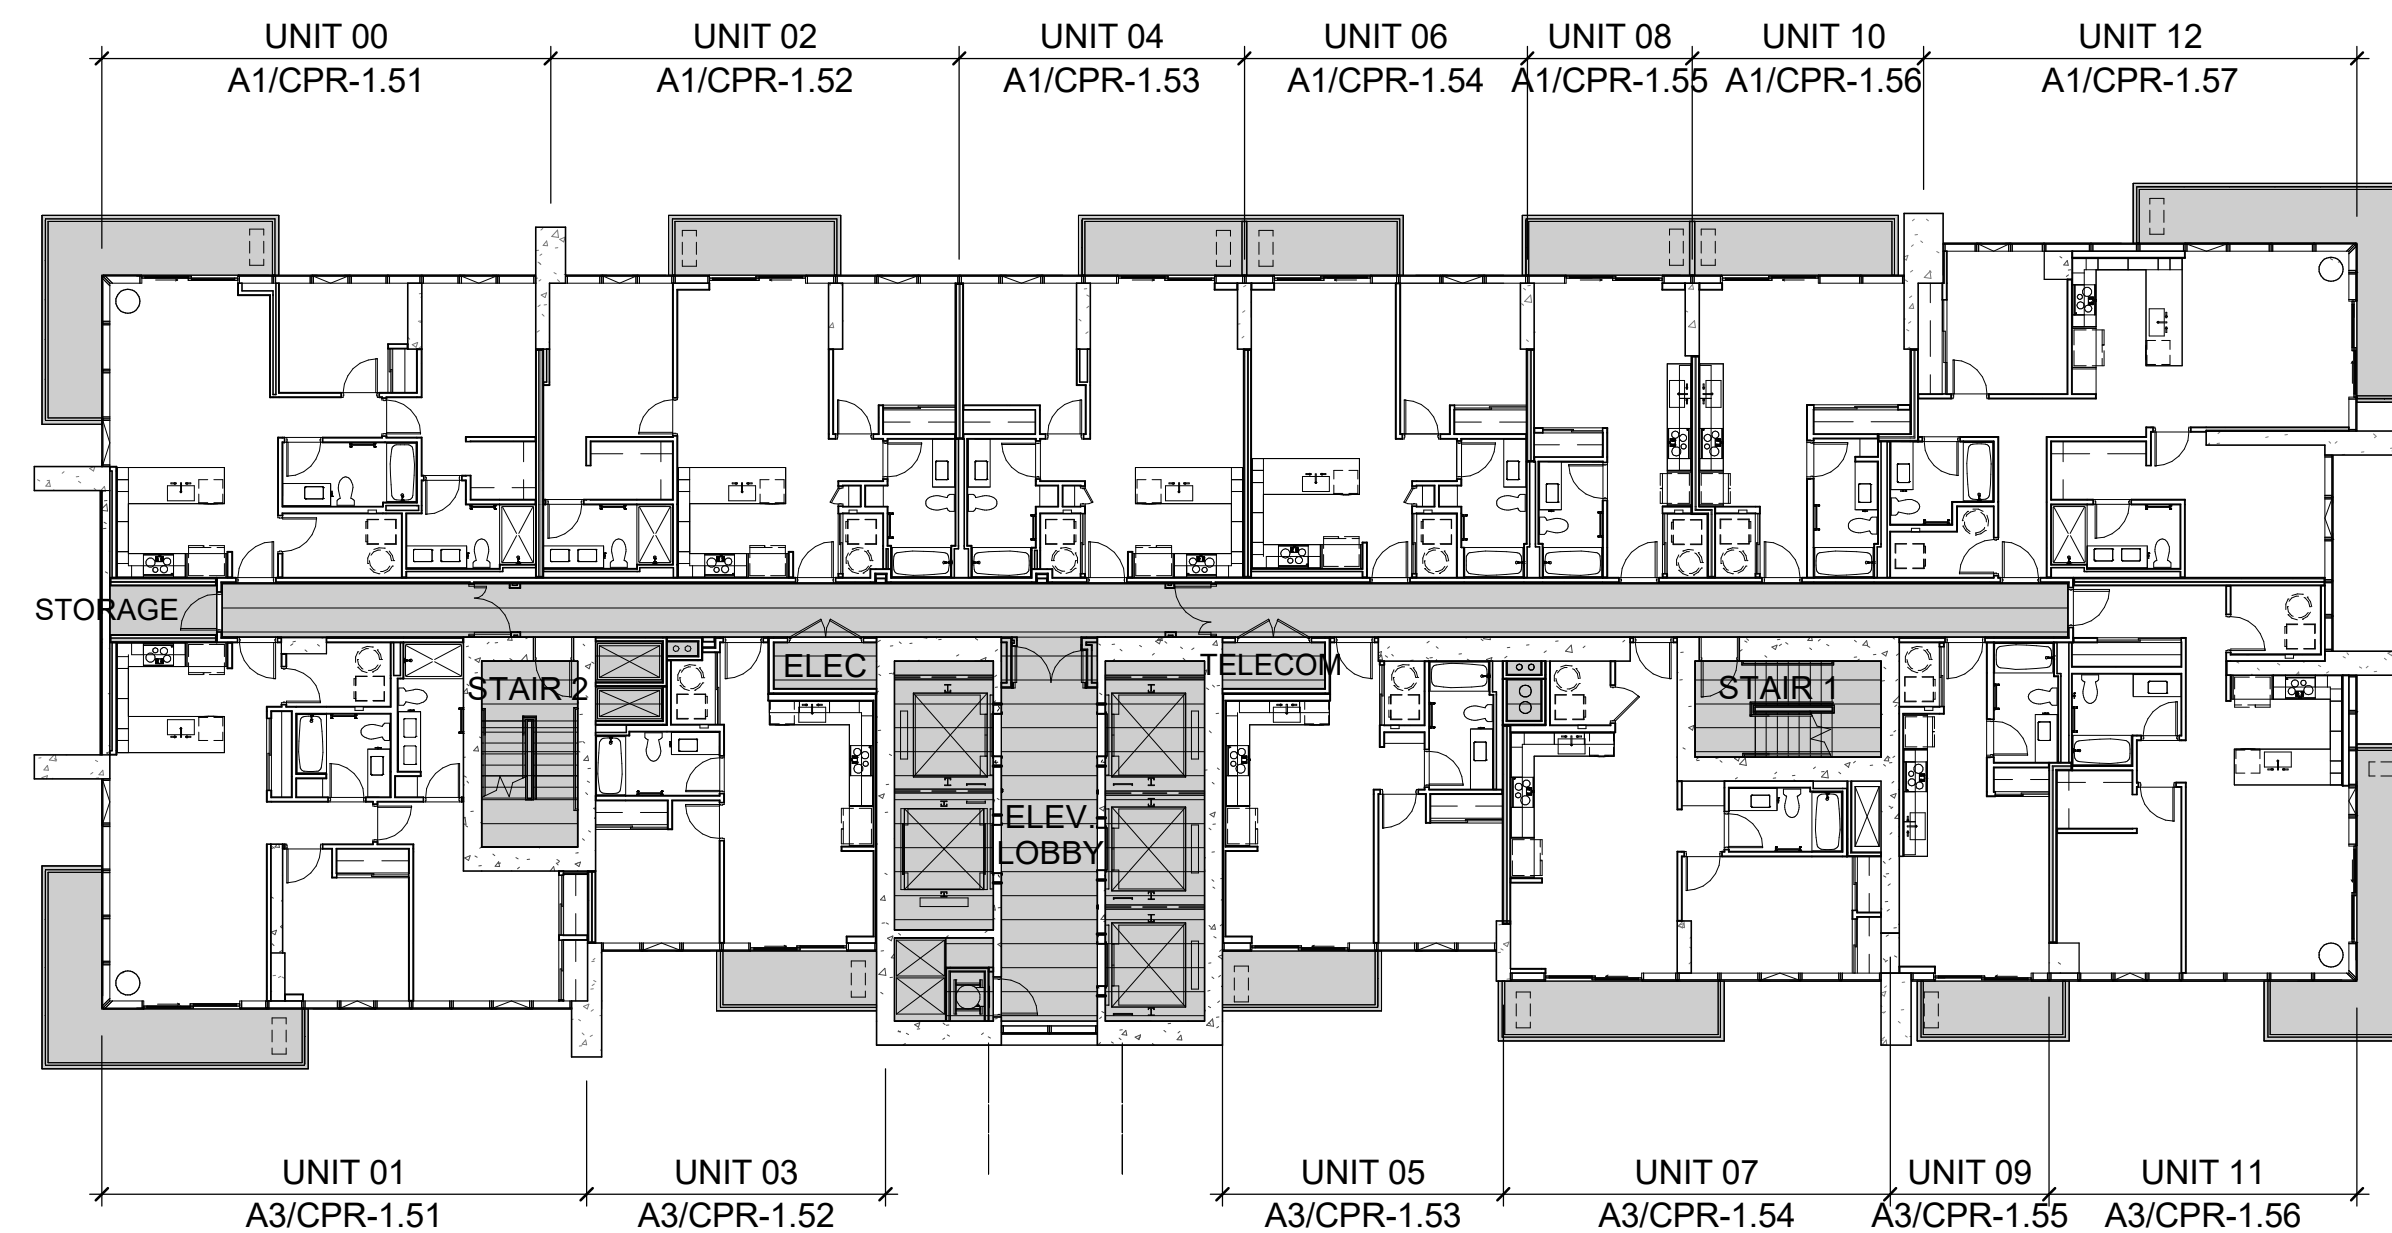 UNIT 00
UNIT 02
UNIT 04
UNIT 06
UNIT 08
UNIT 10
UNIT 12
A1/CPR-1.51
A1/CPR-1.52
A1/CPR-1.53
A1/CPR-1.54
A1/CPR-1.55
A1/CPR-1.56
A1/CPR-1.57
STORAGE
STAIR 2
ELEC
TELECOM
STAIR 1
ELEV.
LOBBY
UNIT 01
UNIT 03
UNIT 05
UNIT 07
UNIT 09
UNIT 11
A3/CPR-1.51
A3/CPR-1.52
A3/CPR-1.53
A3/CPR-1.54
A3/CPR-1.55
A3/CPR-1.56